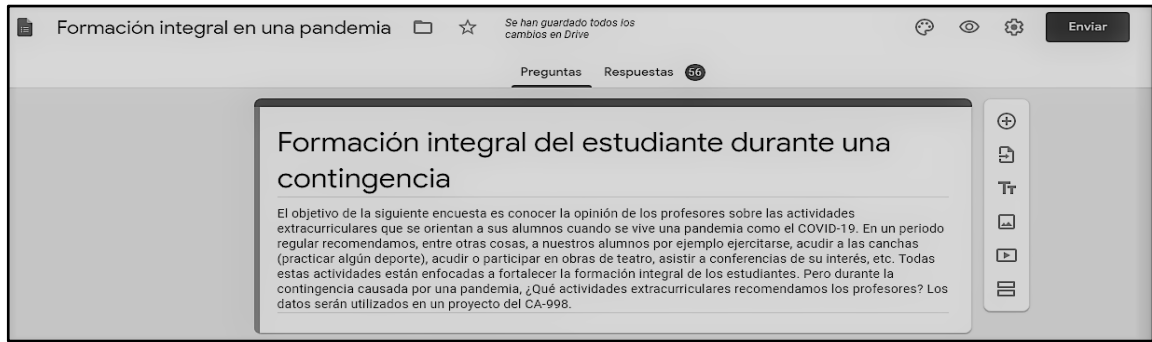 Formación integral en una pandemia
Se han guardado todos los
cambios en Drive
Enviar
Preguntas Respuestas 56
Formación integral del estudiante durante una
contingencia
El objetivo de la siguiente encuesta es conocer la opinión de los profesores sobre las actividades
extracurriculares que se orientan a sus alumnos cuando se vive una pandemia como el COVID-19. En un periodo
regular recomendamos, entre otras cosas, a nuestros alumnos por ejemplo ejercitarse, acudir a las canchas
(practicar algún deporte), acudir o participar en obras de teatro, asistir a conferencias de su interés, etc. Todas
estas actividades están enfocadas a fortalecer la formación integral de los estudiantes. Pero durante la
contingencia causada por una pandemia, ¿Qué actividades extracurriculares recomendamos los profesores? Los
datos serán utilizados en un proyecto del CA-998.
Tт